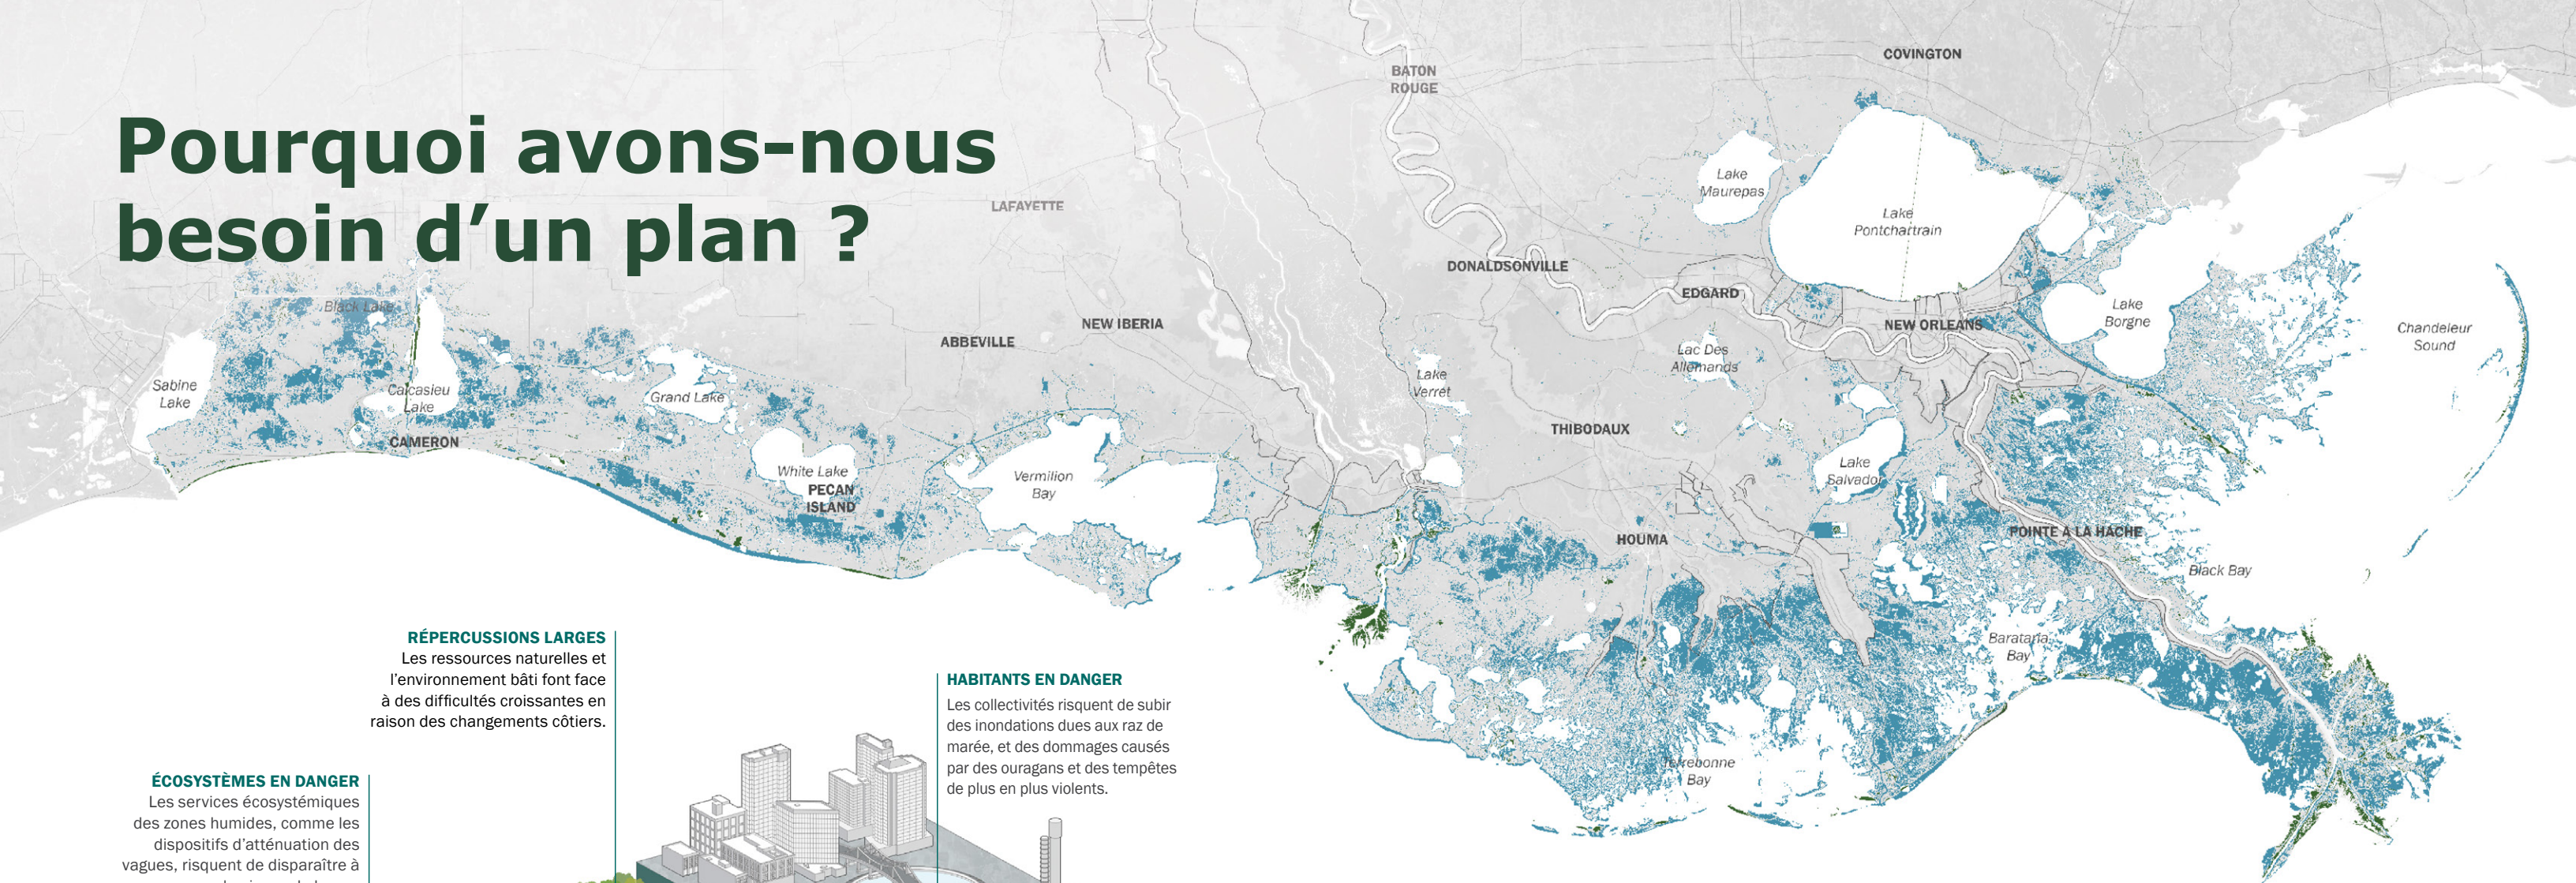 Pourquoi avons-nous
besoin d’un plan ?
COVINGTON
BATON
ROUGE
Lake
Maurepas
LAFAYETTE
Lake
Pontchartrain
DONALDSONVILLE
EDGARD
Black Lake
Lake
Borgne
NEW IBERIA
NEW ORLEANS
Chandeleur
Sound
ABBEVILLE
Lac Des
Allemands
Sabine
Lake
Calcasieu
Lake
Grand Lake
Lake
Verret
CAMERON
THIBODAUX
White Lake
PECAN
ISLAND
Vermilion
Bay
Lake
Salvador
HOUMA
POINTE A LA HACHE
Black Bay
Barataria
Bay
Terrebonne
Bay
RÉPERCUSSIONS LARGES
Les ressources naturelles et
l’environnement bâti font face
à des difficultés croissantes en
raison des changements côtiers.
HABITANTS EN DANGER
Les collectivités risquent de subir
des inondations dues aux raz de
marée, et des dommages causés
par des ouragans et des tempêtes
de plus en plus violents.
ÉCOSYSTÈMES EN DANGER
Les services écosystémiques
des zones humides, comme les
dispositifs d’atténuation des
vagues, risquent de disparaître à